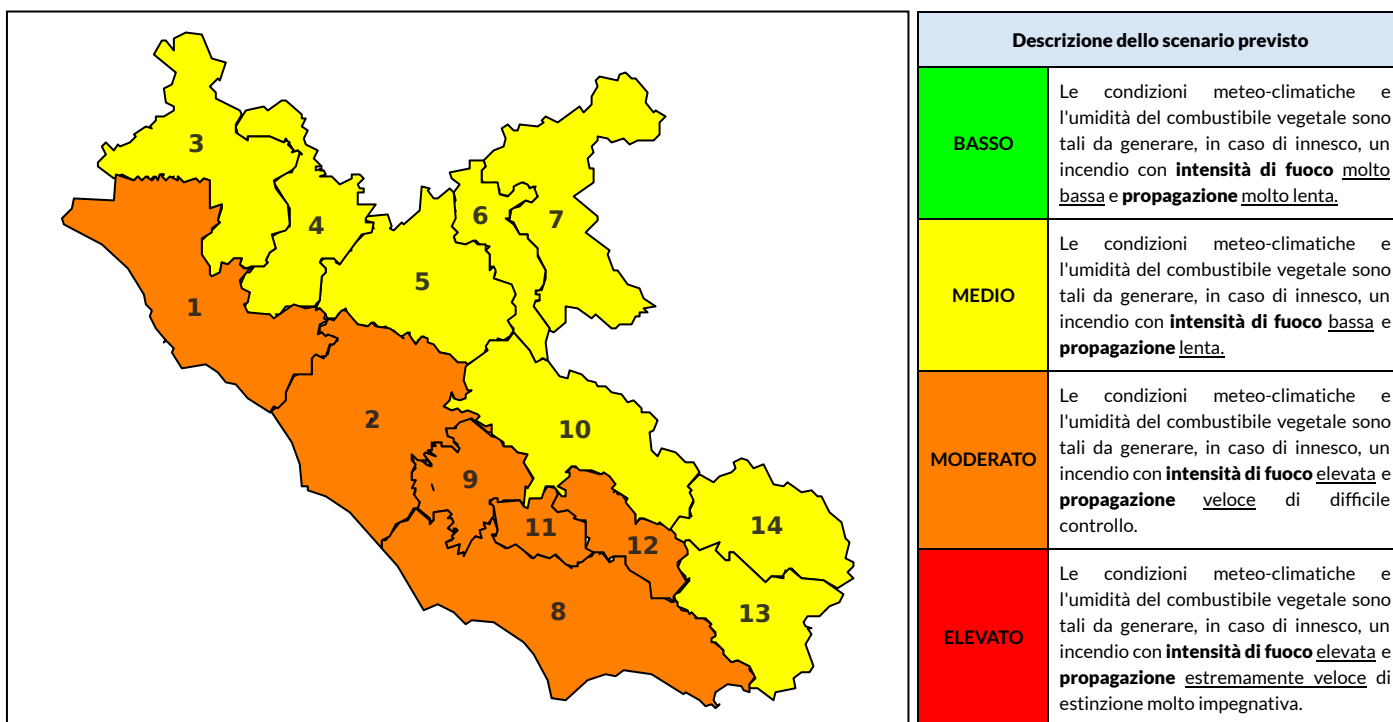 3
4
6
7
5
1
2
10
9
14
11
12
8
13
Descrizione dello scenario previsto
BASSO
Le condizioni meteo-climatiche e
l'umidità del combustibile vegetale sono
tali da generare, in caso di innesco, un
incendio con intensità di fuoco molto
bassa e propagazione molto lenta.
MEDIO
Le condizioni meteo-climatiche e
l'umidità del combustibile vegetale sono
tali da generare, in caso di innesco, un
incendio con intensità di fuoco bassa e
propagazione lenta.
MODERATO
Le condizioni meteo-climatiche e
l'umidità del combustibile vegetale sono
tali da generare, in caso di innesco, un
incendio con intensità di fuoco elevata e
propagazione veloce di difficile
controllo.
ELEVATO
Le condizioni meteo-climatiche e
l'umidità del combustibile vegetale sono
tali da generare, in caso di innesco, un
incendio con intensità di fuoco elevata e
propagazione estremamente veloce di
estinzione molto impegnativa.